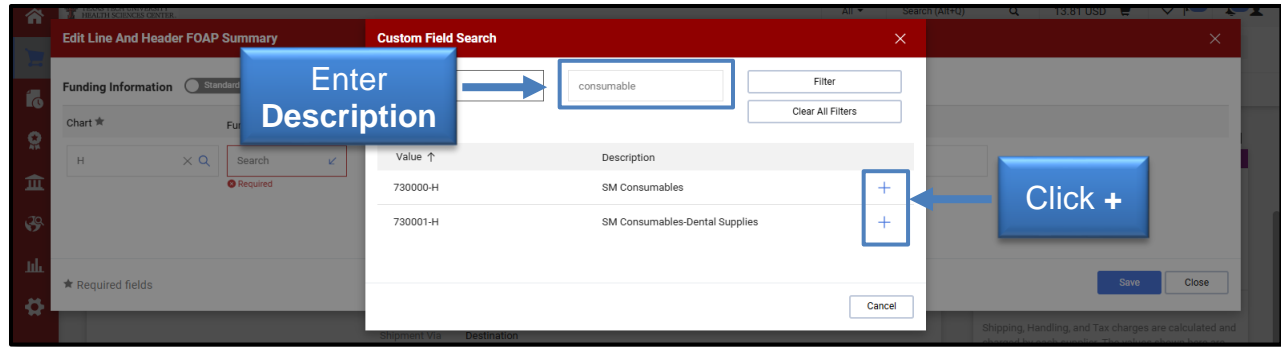 HEALTH SCIENCES CENTER
All
Search (Alt+Q)
13.81 USD
Edit Line And Header FOAP Summary
Custom Field Search
Funding Information
Standard
Enter
Description
consumable
Filter
Clear All Filters
Chart
H
Search
Required
Value ↑
Description
730000-H
SM Consumables
+
730001-H
SM Consumables-Dental Supplies
+
Click +
★ Required fields
Save
Close
Cancel
Shipment Via
Destination
Shipping, Handling, and Tax charges are calculated and